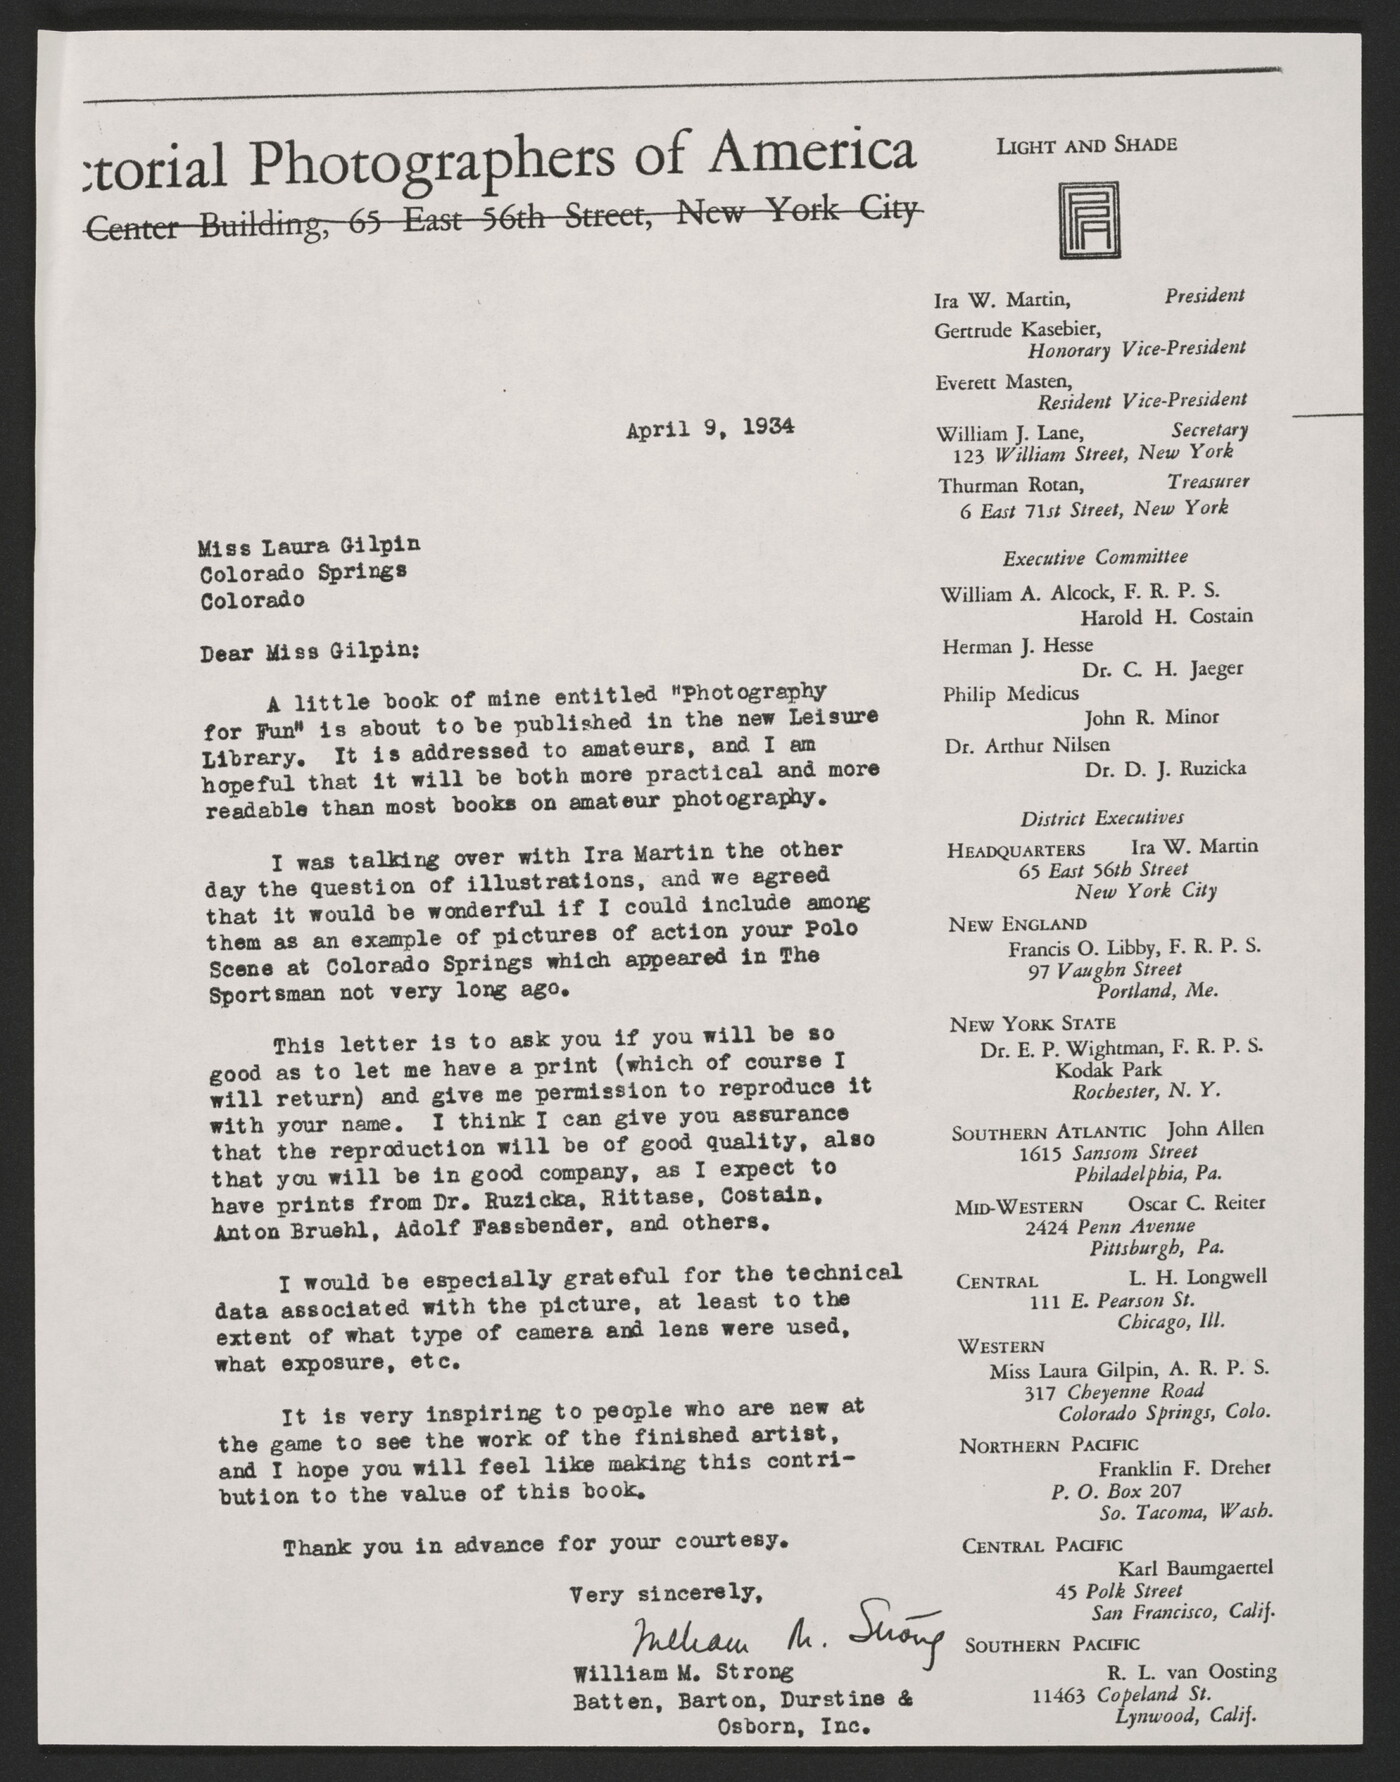 ctorial Photographers of America
Center Building, 65 East 56th Street, New York City
LIGHT AND SHADE
Ira W. Martin, President
Gertrude Kasebier,
Honorary Vice-President
Everett Masten,
Resident Vice-President
William J. Lane, Secretary
123 William Street, New York
Thurman Rotan, Treasurer
6 East 71st Street, New York
Executive Committee
William A. Alcock, F. R. P. S.
Harold H. Costain
Herman J. Hesse
Dr. C. H. Jaeger
Philip Medicus
John R. Minor
Dr. Arthur Nilsen
Dr. D. J. Ruzicka
District Executives
HEADQUARTERS Ira W. Martin
65 East 56th Street
New York City
NEW ENGLAND
Francis O. Libby, F. R. P. S.
97 Vaughn Street
Portland, Me.
NEW YORK STATE
Dr. E. P. Wightman, F. R. P. S.
Kodak Park
Rochester, N. Y.
SOUTHERN ATLANTIC John Allen
1615 Sansom Street
Philadelphia, Pa.
MID-WESTERN Oscar C. Reiter
2424 Penn Avenue
Pittsburgh, Pa.
CENTRAL L. H. Longwell
111 E. Pearson St.
Chicago, Ill.
WESTERN
Miss Laura Gilpin, A. R. P. S.
317 Cheyenne Road
Colorado Springs, Colo.
NORTHERN PACIFIC
Franklin F. Dreher
P. O. Box 207
So. Tacoma, Wash.
CENTRAL PACIFIC
Karl Baumgaertel
45 Polk Street
San Francisco, Calif.
SOUTHERN PACIFIC
R. L. van Oosting
11463 Copeland St.
Lynwood, Calif.
April 9, 1934
Miss Laura Gilpin
Colorado Springs
Colorado
Dear Miss Gilpin:
A little book of mine entitled "Photography
for Fun" is about to be published in the new Leisure
Library. It is addressed to amateurs, and I am
hopeful that it will be both more practical and more
readable than most books on amateur photography.
I was talking over with Ira Martin the other
day the question of illustrations, and we agreed
that it would be wonderful if I could include among
them as an example of pictures of action your Polo
Scene at Colorado Springs which appeared in The
Sportsman not very long ago.
This letter is to ask you if you will be so
good as to let me have a print (which of course I
will return) and give me permission to reproduce it
with your name. I think I can give you assurance
that the reproduction will be of good quality, also
that you will be in good company, as I expect to
have prints from Dr. Ruzicka, Rittase, Costain,
Anton Bruehl, Adolf Fassbender, and others.
I would be especially grateful for the technical
data associated with the picture, at least to the
extent of what type of camera and lens were used,
what exposure, etc.
It is very inspiring to people who are new at
the game to see the work of the finished artist,
and I hope you will feel like making this contri-
bution to the value of this book.
Thank you in advance for your courtesy.
Very sincerely,
William M. Strong
William M. Strong
Batten, Barton, Durstine &
Osborn, Inc.